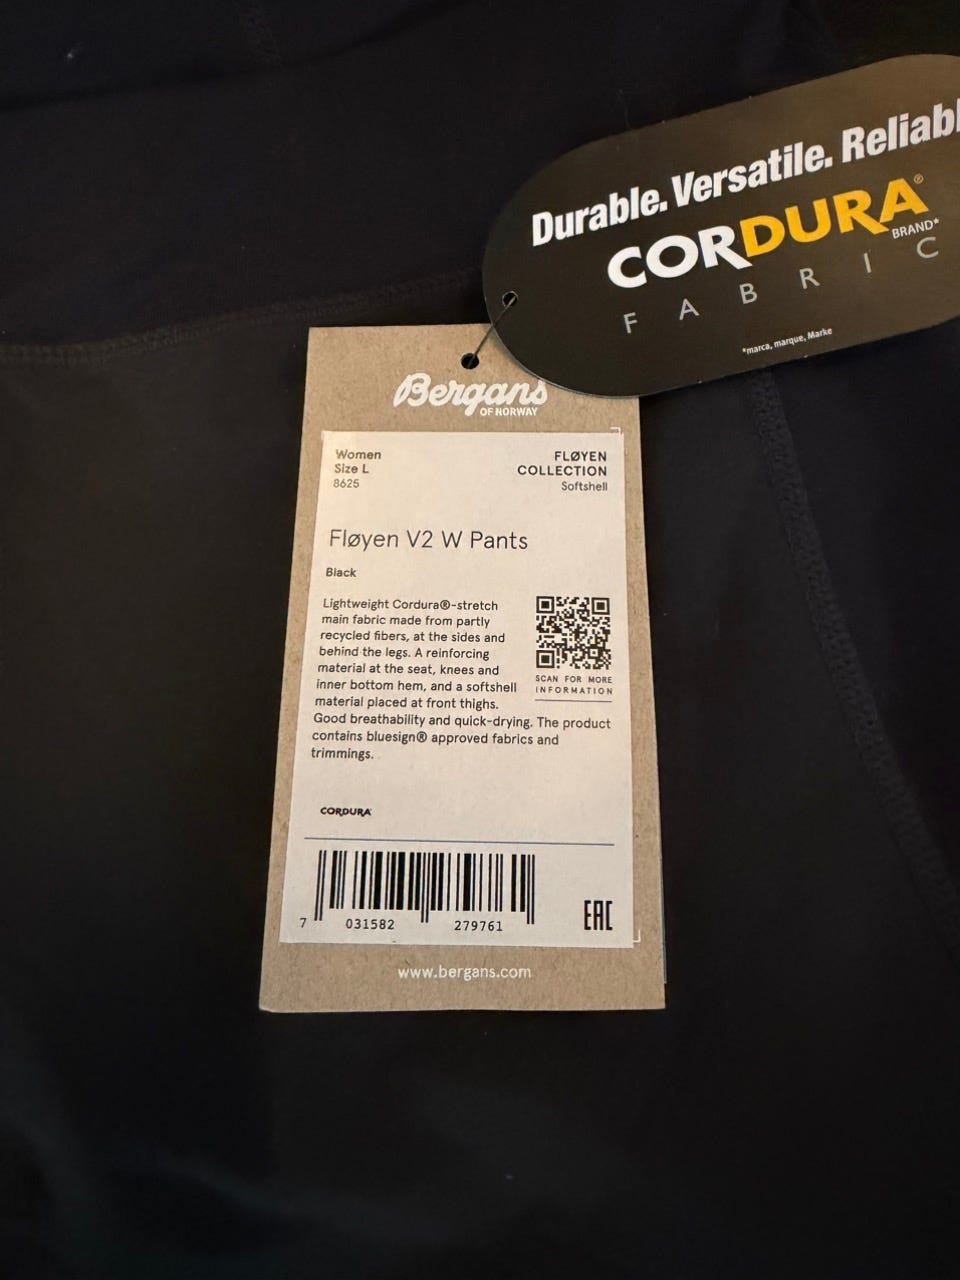 Durable. Versatile. Reliabl
CORDURA®
BRAND*
FABRIC
*marca, marque, Marke
Bergans
OF NORWAY
Women
Size L
8625
FLØYEN
COLLECTION
Softshell
Fløyen V2 W Pants
Black
Lightweight Cordura®-stretch
main fabric made from partly
recycled fibers, at the sides and
behind the legs. A reinforcing
material at the seat, knees and
inner bottom hem, and a softshell
material placed at front thighs.
Good breathability and quick-drying. The product
contains bluesign® approved fabrics and
trimmings.
SCAN FOR MORE
INFORMATION
CORDURA
7 031582 279761
EAC
www.bergans.com